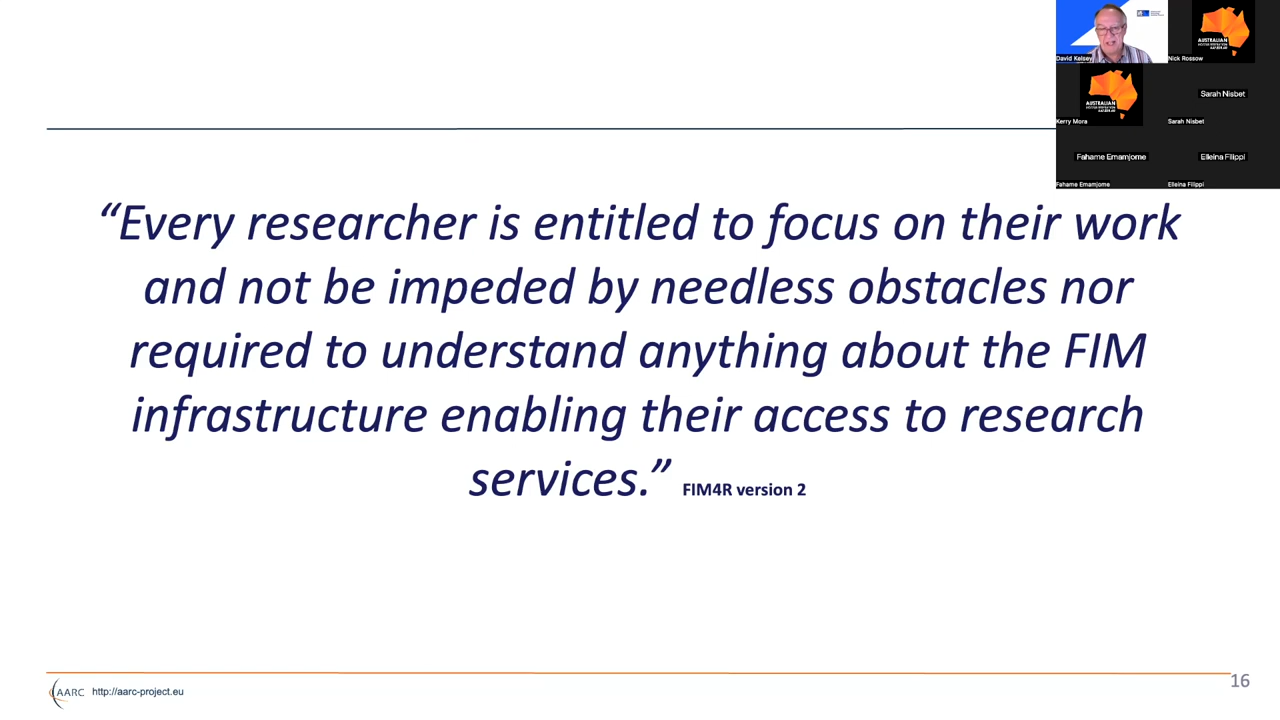 David Kelsey
AUSTRALIAN
Nick Rossow
AUSTRALIAN
Kerry Mora
Sarah Nisbet
Sarah Nisbet
Fahame Emamjome
Fahame Emamjome
Elleina Filippi
Elleina Filippi
“Every researcher is entitled to focus on their work
and not be impeded by needless obstacles nor
required to understand anything about the FIM
infrastructure enabling their access to research
services.” FIM4R version 2
AARC http://aarc-project.eu
16